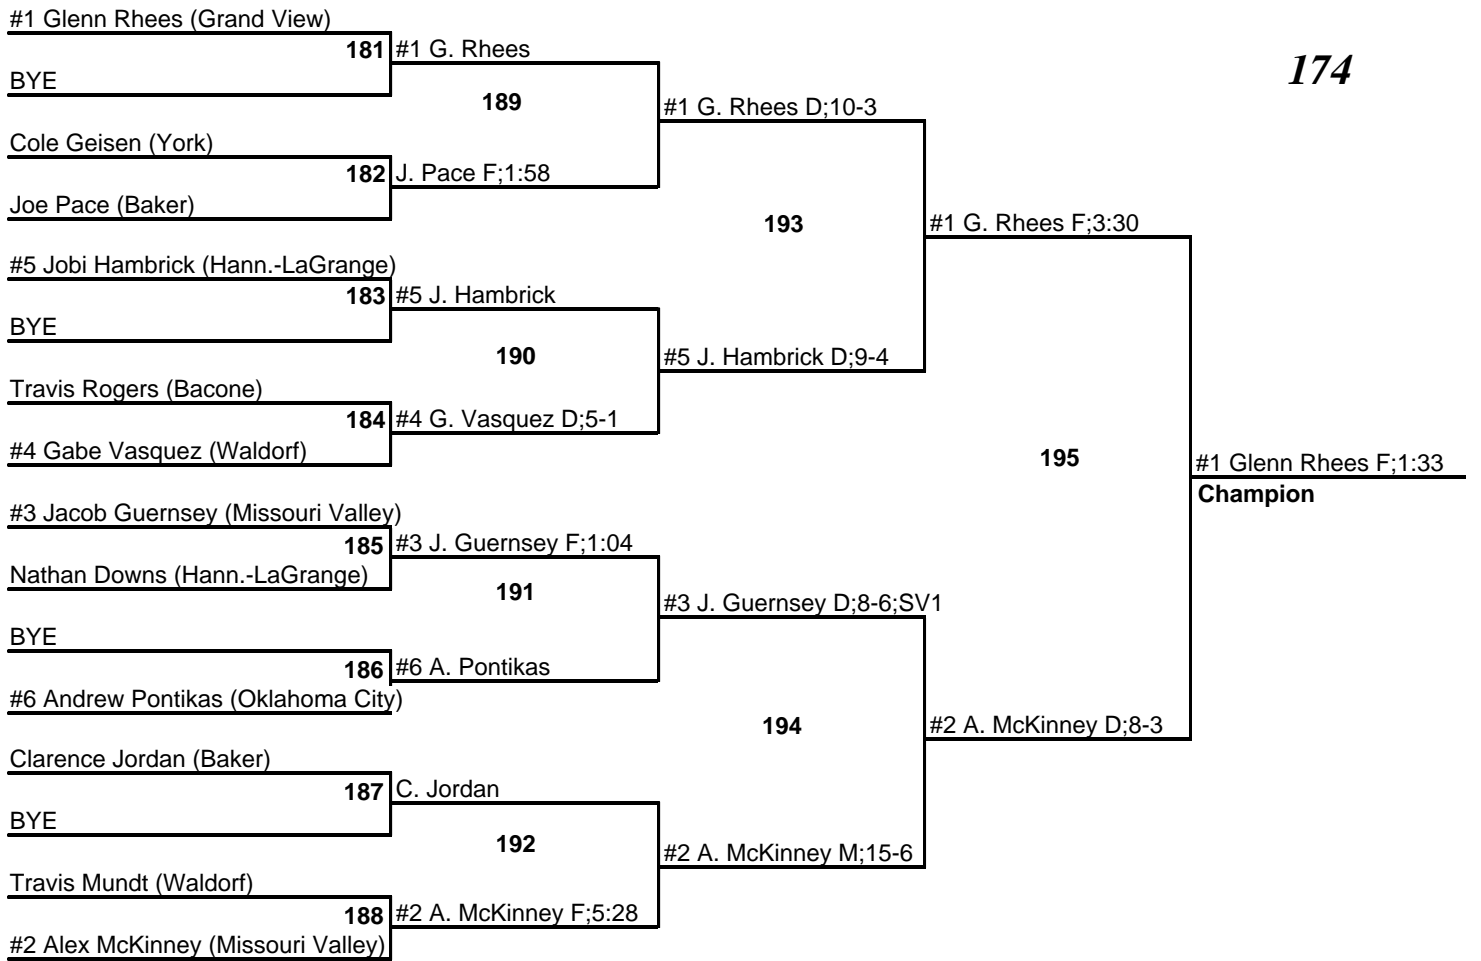 #1 Glenn Rhees (Grand View)
181 #1 G. Rhees
BYE
174
189
#1 G. Rhees D;10-3
Cole Geisen (York)
182 J. Pace F;1:58
Joe Pace (Baker)
193
#1 G. Rhees F;3:30
#5 Jobi Hambrick (Hann.-LaGrange)
183 #5 J. Hambrick
BYE
190
#5 J. Hambrick D;9-4
Travis Rogers (Bacone)
184 #4 G. Vasquez D;5-1
#4 Gabe Vasquez (Waldorf)
195
#1 Glenn Rhees F;1:33
Champion
#3 Jacob Guernsey (Missouri Valley)
185 #3 J. Guernsey F;1:04
Nathan Downs (Hann.-LaGrange)
191
#3 J. Guernsey D;8-6;SV1
BYE
186 #6 A. Pontikas
#6 Andrew Pontikas (Oklahoma City)
194
#2 A. McKinney D;8-3
Clarence Jordan (Baker)
187 C. Jordan
BYE
192
#2 A. McKinney M;15-6
Travis Mundt (Waldorf)
188 #2 A. McKinney F;5:28
#2 Alex McKinney (Missouri Valley)